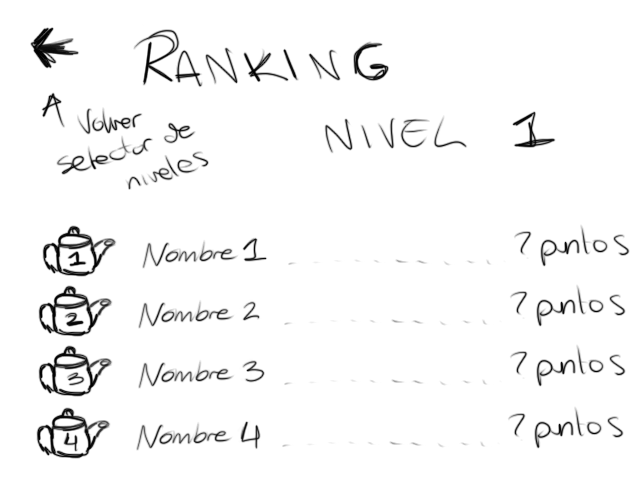 RANKING
Volver
selector de
niveles
NIVEL 1
1 Nombre 1 ? puntos
2 Nombre 2 ? puntos
3 Nombre 3 ? puntos
4 Nombre 4 ? puntos